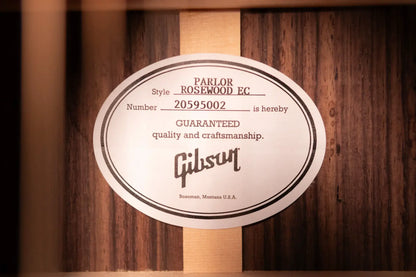 PARLOR
Style ROSEWOOD EC
Number 20595002 is hereby
GUARANTEED
quality and craftsmanship.
Gibson
Bozeman, Montana U.S.A.